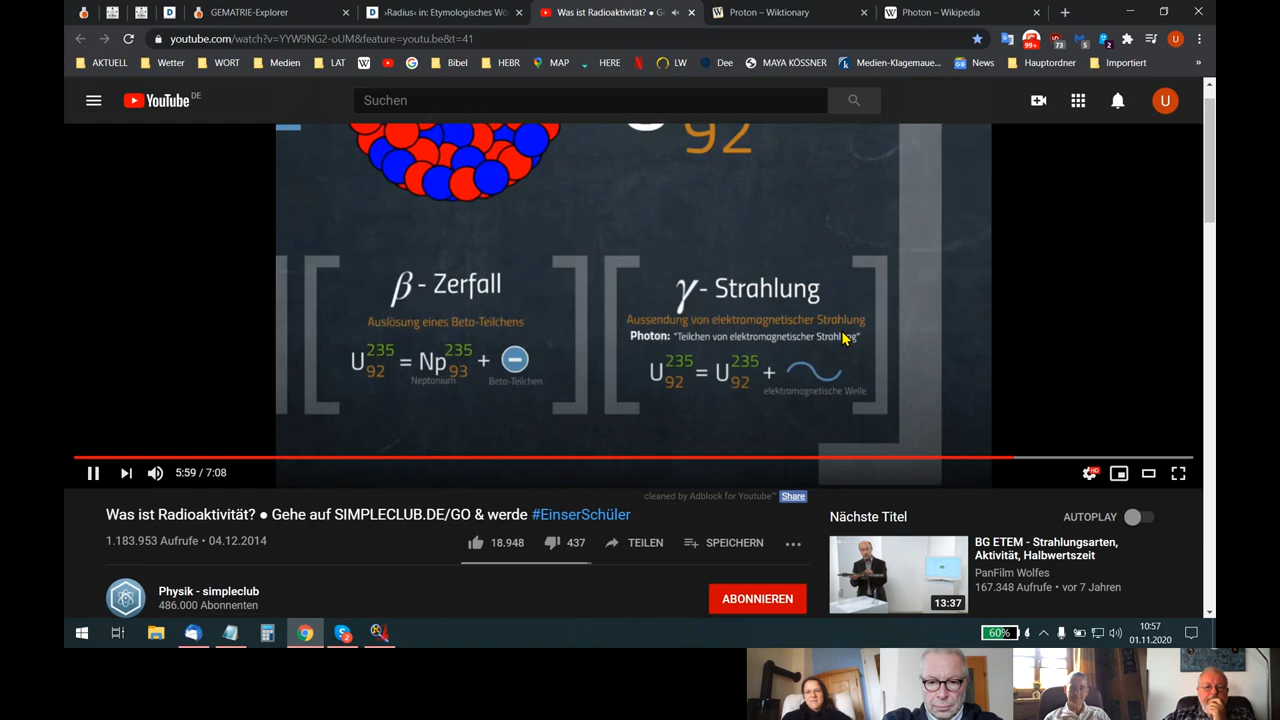 GEMATRIE-Explorer
›Radius‹ in: Etymologisches Wö
Was ist Radioaktivität? ● Ge
Proton – Wiktionary
Photon – Wikipedia
youtube.com/watch?v=YYW9NG2-oUM&feature=youtu.be&t=41
99+
73
5
2
U
AKTUELL
Wetter
WORT
Medien
LAT
Bibel
HEBR
MAP
HERE
LW
Dee
MAYA KÖSSNER
Medien-Klagemaue...
News
Hauptordner
Importiert
»
YouTube DE
Suchen
U
92
β - Zerfall
Auslösung eines Beta-Teilchens
U 235 92 = Np 235 93 + −
Neptonium
Beta-Teilchen
γ - Strahlung
Aussendung von elektromagnetischer Strahlung
Photon: "Teilchen von elektromagnetischer Strahlung"
U 235 92 = U 235 92 +
elektromagnetische Welle
5:59 / 7:08
HD
cleaned by Adblock for Youtube™ Share
Was ist Radioaktivität? ● Gehe auf SIMPLECLUB.DE/GO & werde #EinserSchüler
1.183.953 Aufrufe • 04.12.2014
18.948
437
TEILEN
SPEICHERN
Physik - simpleclub
486.000 Abonnenten
ABONNIEREN
Nächste Titel
AUTOPLAY
BG ETEM - Strahlungsarten,
Aktivität, Halbwertszeit
PanFilm Wolfes
167.348 Aufrufe • vor 7 Jahren
13:37
60%
10:57
01.11.2020